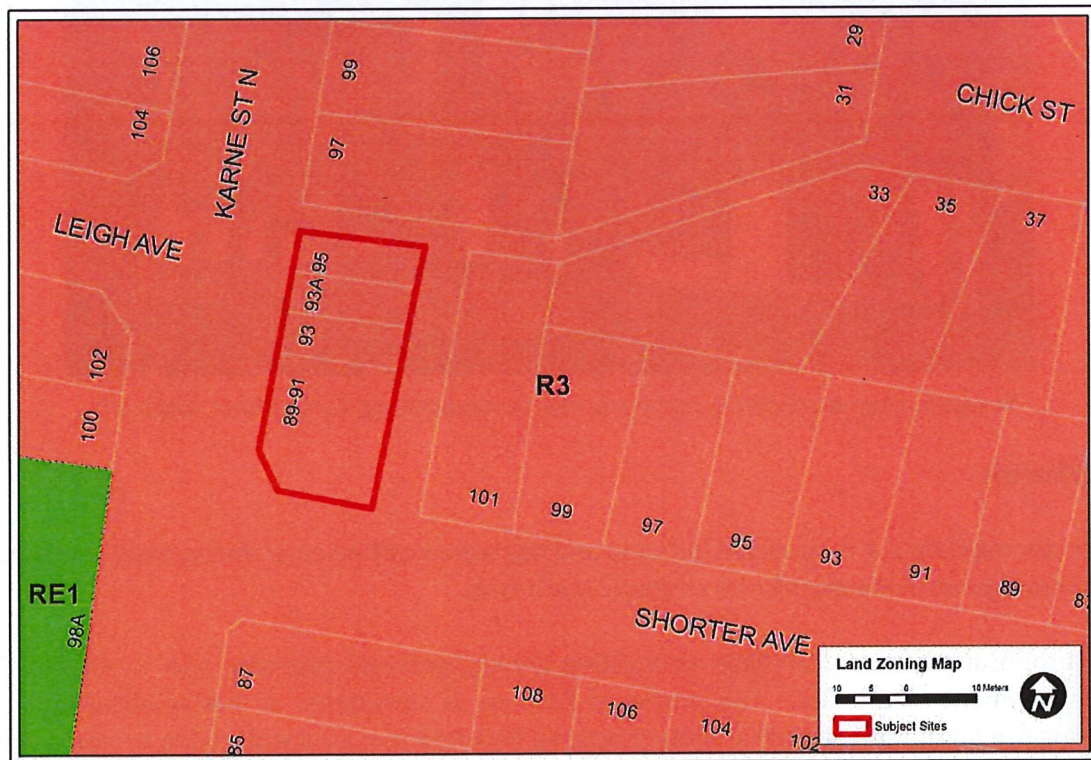 106
104
KARNE ST N
99
97
29
31
CHICK ST
LEIGH AVE
33
35
37
95
93A
93
89-91
102
100
R3
101
99
97
95
93
91
89
RE1
98A
SHORTER AVE
87
85
108
106
104
102
Land Zoning Map
10 5 0 10 Meters
N
Subject Sites